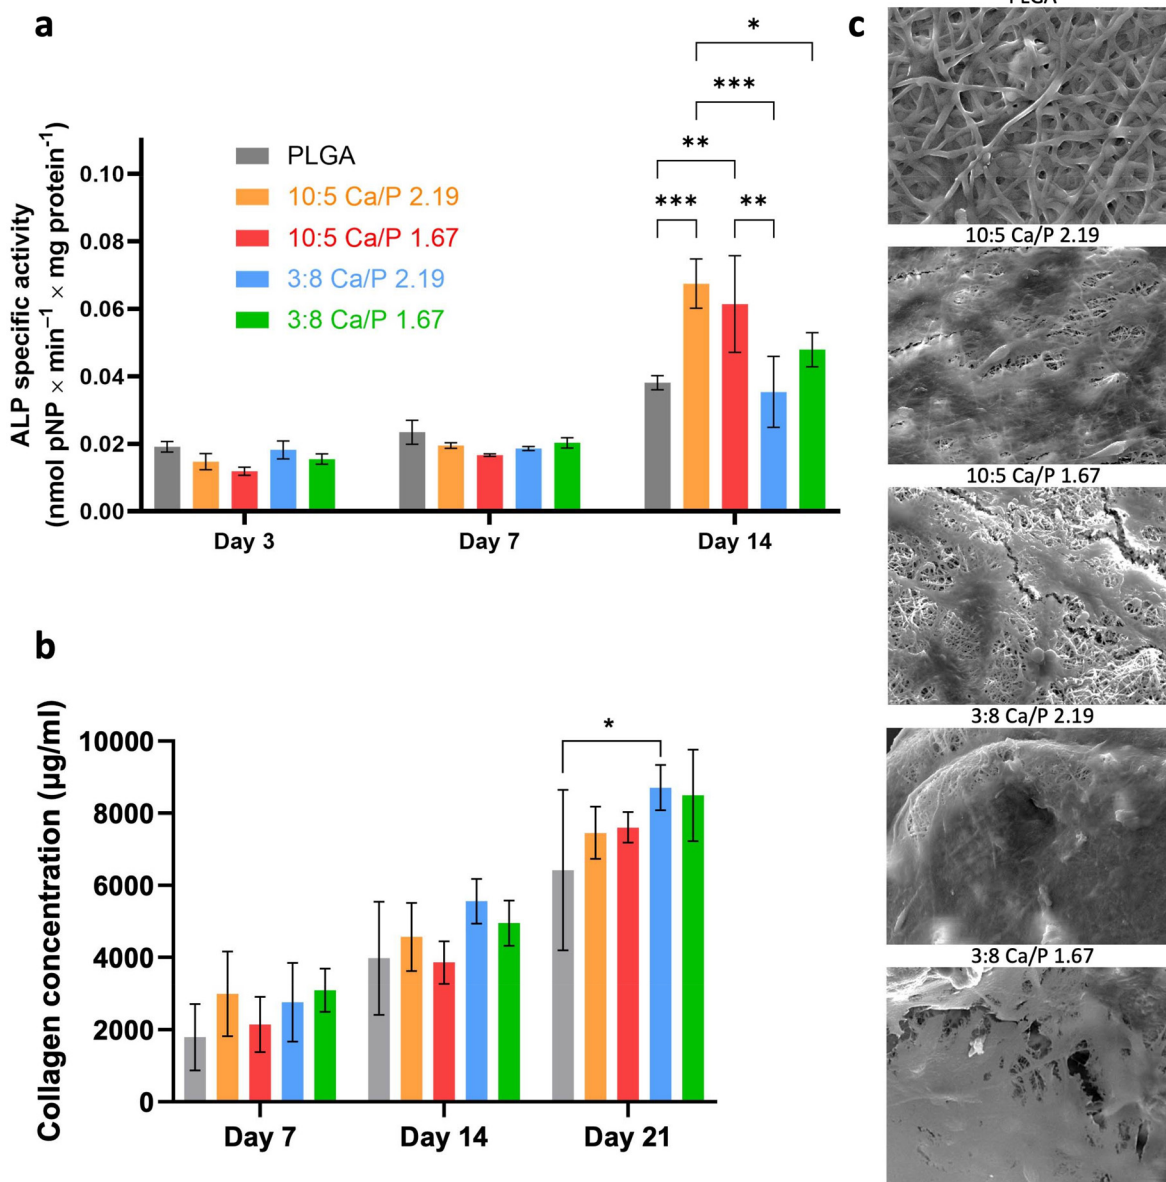 a
ALP specific activity
(nmol pNP × min⁻¹ × mg protein⁻¹)
0.10
0.08
0.06
0.04
0.02
0.00
PLGA
10:5 Ca/P 2.19
10:5 Ca/P 1.67
3:8 Ca/P 2.19
3:8 Ca/P 1.67
*
***
**
*** **
Day 3 Day 7 Day 14
b
Collagen concentration (µg/ml)
10000
8000
6000
4000
2000
0
*
Day 7 Day 14 Day 21
c
PLGA
10:5 Ca/P 2.19
10:5 Ca/P 1.67
3:8 Ca/P 2.19
3:8 Ca/P 1.67